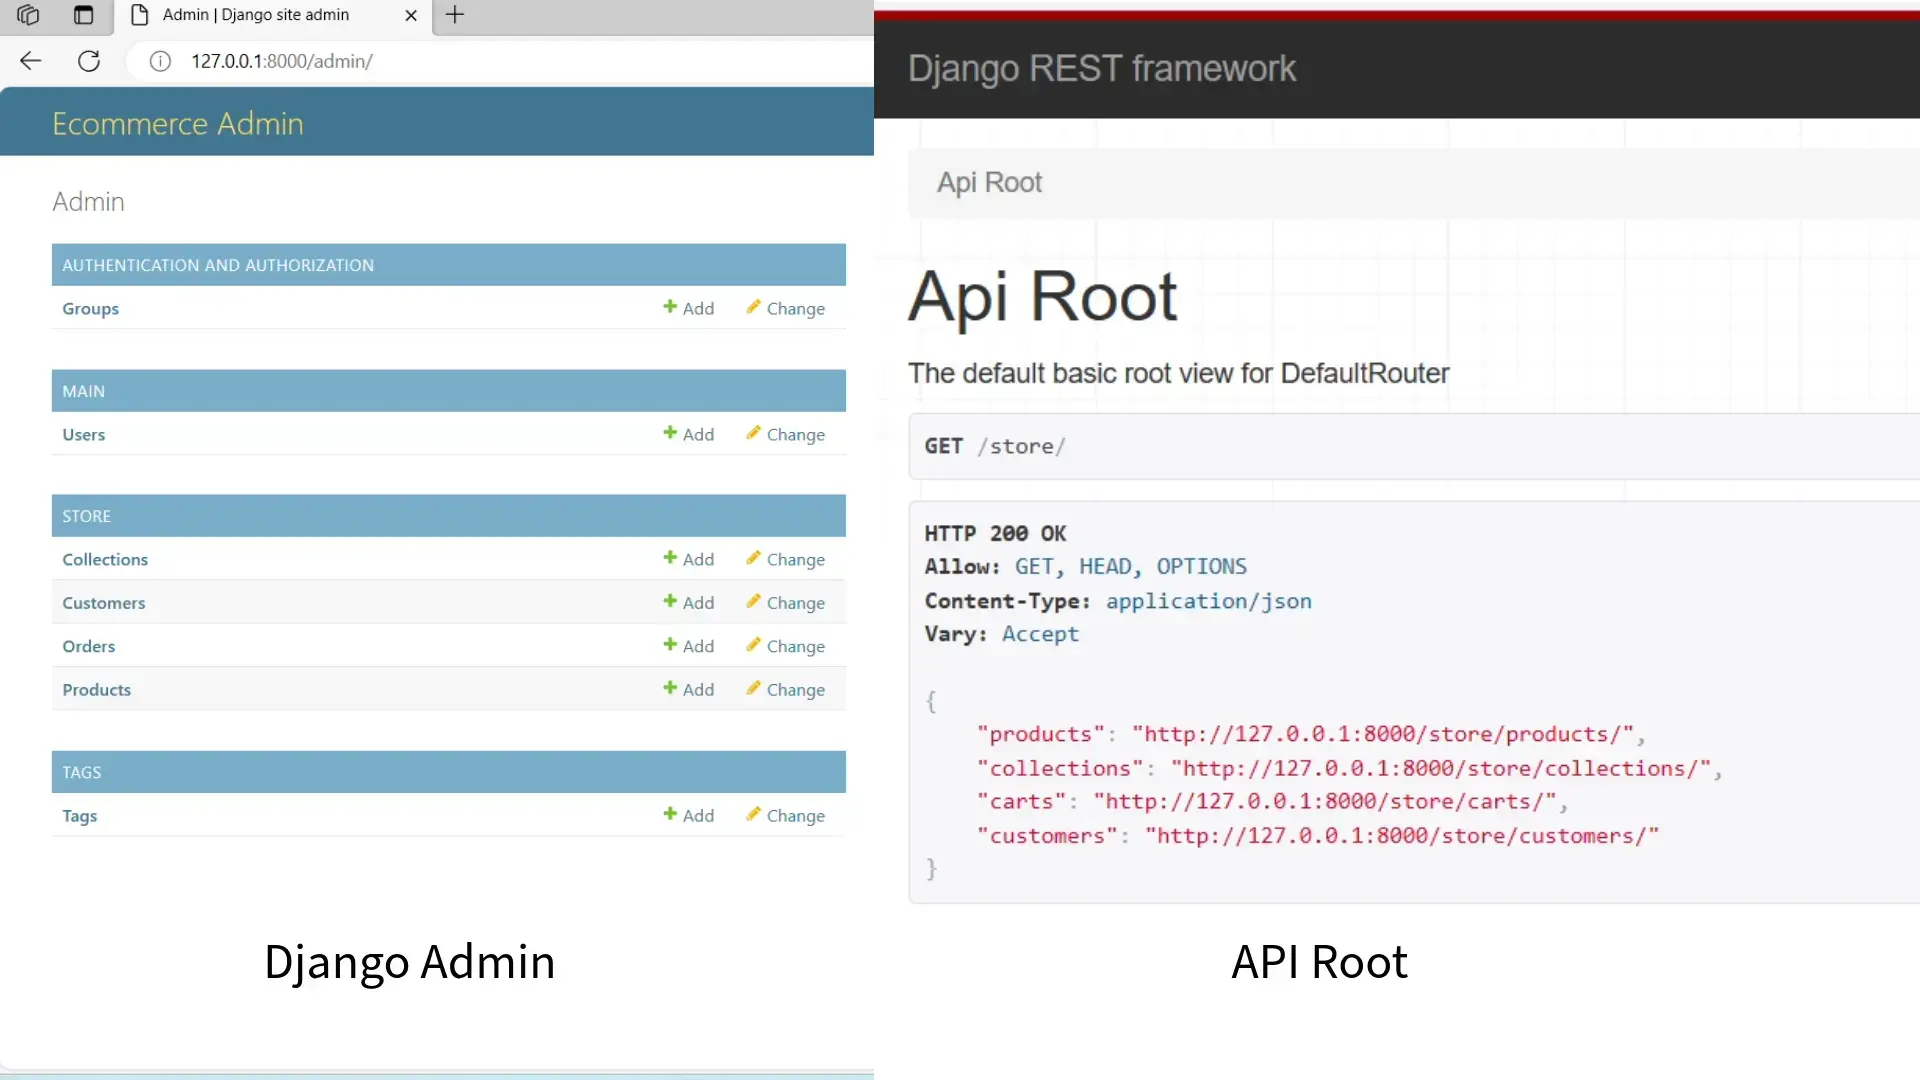 Admin | Django site admin
127.0.0.1:8000/admin/
Ecommerce Admin
Admin
AUTHENTICATION AND AUTHORIZATION
Groups Add Change
MAIN
Users Add Change
STORE
Collections Add Change
Customers Add Change
Orders Add Change
Products Add Change
TAGS
Tags Add Change
Django Admin
Django REST framework
Api Root
Api Root
The default basic root view for DefaultRouter
GET /store/
HTTP 200 OK
Allow: GET, HEAD, OPTIONS
Content-Type: application/json
Vary: Accept
{
"products": "http://127.0.0.1:8000/store/products/",
"collections": "http://127.0.0.1:8000/store/collections/",
"carts": "http://127.0.0.1:8000/store/carts/",
"customers": "http://127.0.0.1:8000/store/customers/"
}
API Root